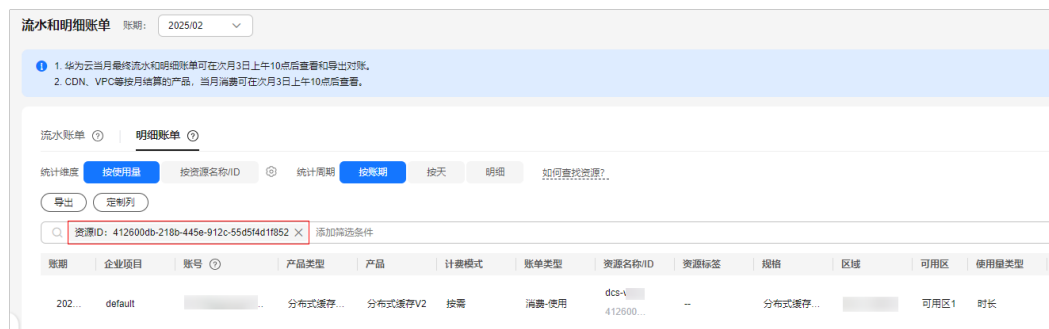 流水和明细账单 账期: 2025/02
1. 华为云当月最终流水和明细账单可在次月3日上午10点后查看和导出对账。
2. CDN、VPC等按月结算的产品，当月消费可在次月3日上午10点后查看。
流水账单 ? 明细账单 ?
统计维度 按使用量 按资源名称/ID 统计周期 按账期 按天 明细 如何查找资源?
导出 定制列
资源ID: 412600db-218b-445e-912c-55d5f4d1f852 × 添加筛选条件
账期 企业项目 账号 ? 产品类型 产品 计费模式 账单类型 资源名称/ID 资源标签 规格 区域 可用区 使用量类型
202... default ... 分布式缓存... 分布式缓存V2 按需 消费-使用 dcs- -- 分布式缓存... 可用区1 时长
412600...